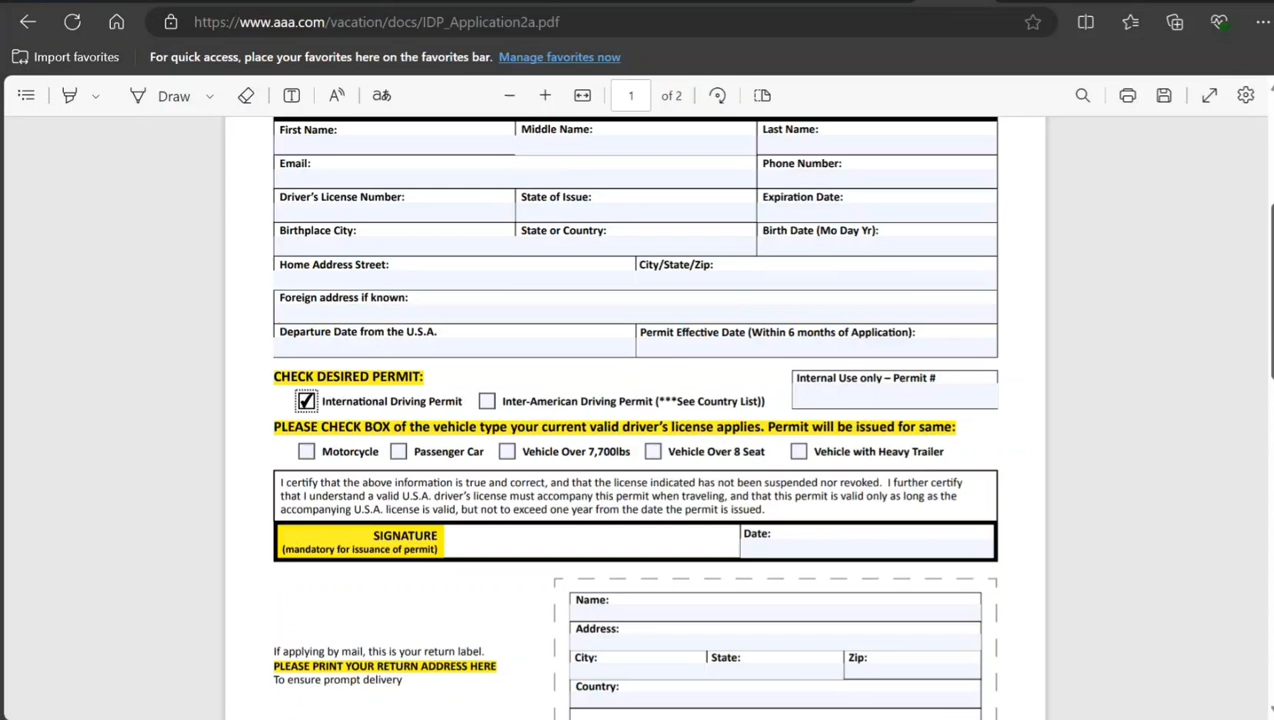 https://www.aaa.com/vacation/docs/IDP_Application2a.pdf
Import favorites For quick access, place your favorites here on the favorites bar. Manage favorites now
Draw aあ 1 of 2
First Name: Middle Name: Last Name:
Email: Phone Number:
Driver's License Number: State of Issue: Expiration Date:
Birthplace City: State or Country: Birth Date (Mo Day Yr):
Home Address Street: City/State/Zip:
Foreign address if known:
Departure Date from the U.S.A. Permit Effective Date (Within 6 months of Application):
CHECK DESIRED PERMIT: Internal Use only – Permit #
International Driving Permit Inter-American Driving Permit (***See Country List))
PLEASE CHECK BOX of the vehicle type your current valid driver's license applies. Permit will be issued for same:
Motorcycle Passenger Car Vehicle Over 7,700lbs Vehicle Over 8 Seat Vehicle with Heavy Trailer
I certify that the above information is true and correct, and that the license indicated has not been suspended nor revoked. I further certify
that I understand a valid U.S.A. driver's license must accompany this permit when traveling, and that this permit is valid only as long as the
accompanying U.S.A. license is valid, but not to exceed one year from the date the permit is issued.
SIGNATURE Date:
(mandatory for issuance of permit)
Name:
Address:
If applying by mail, this is your return label. City: State: Zip:
PLEASE PRINT YOUR RETURN ADDRESS HERE
To ensure prompt delivery Country: